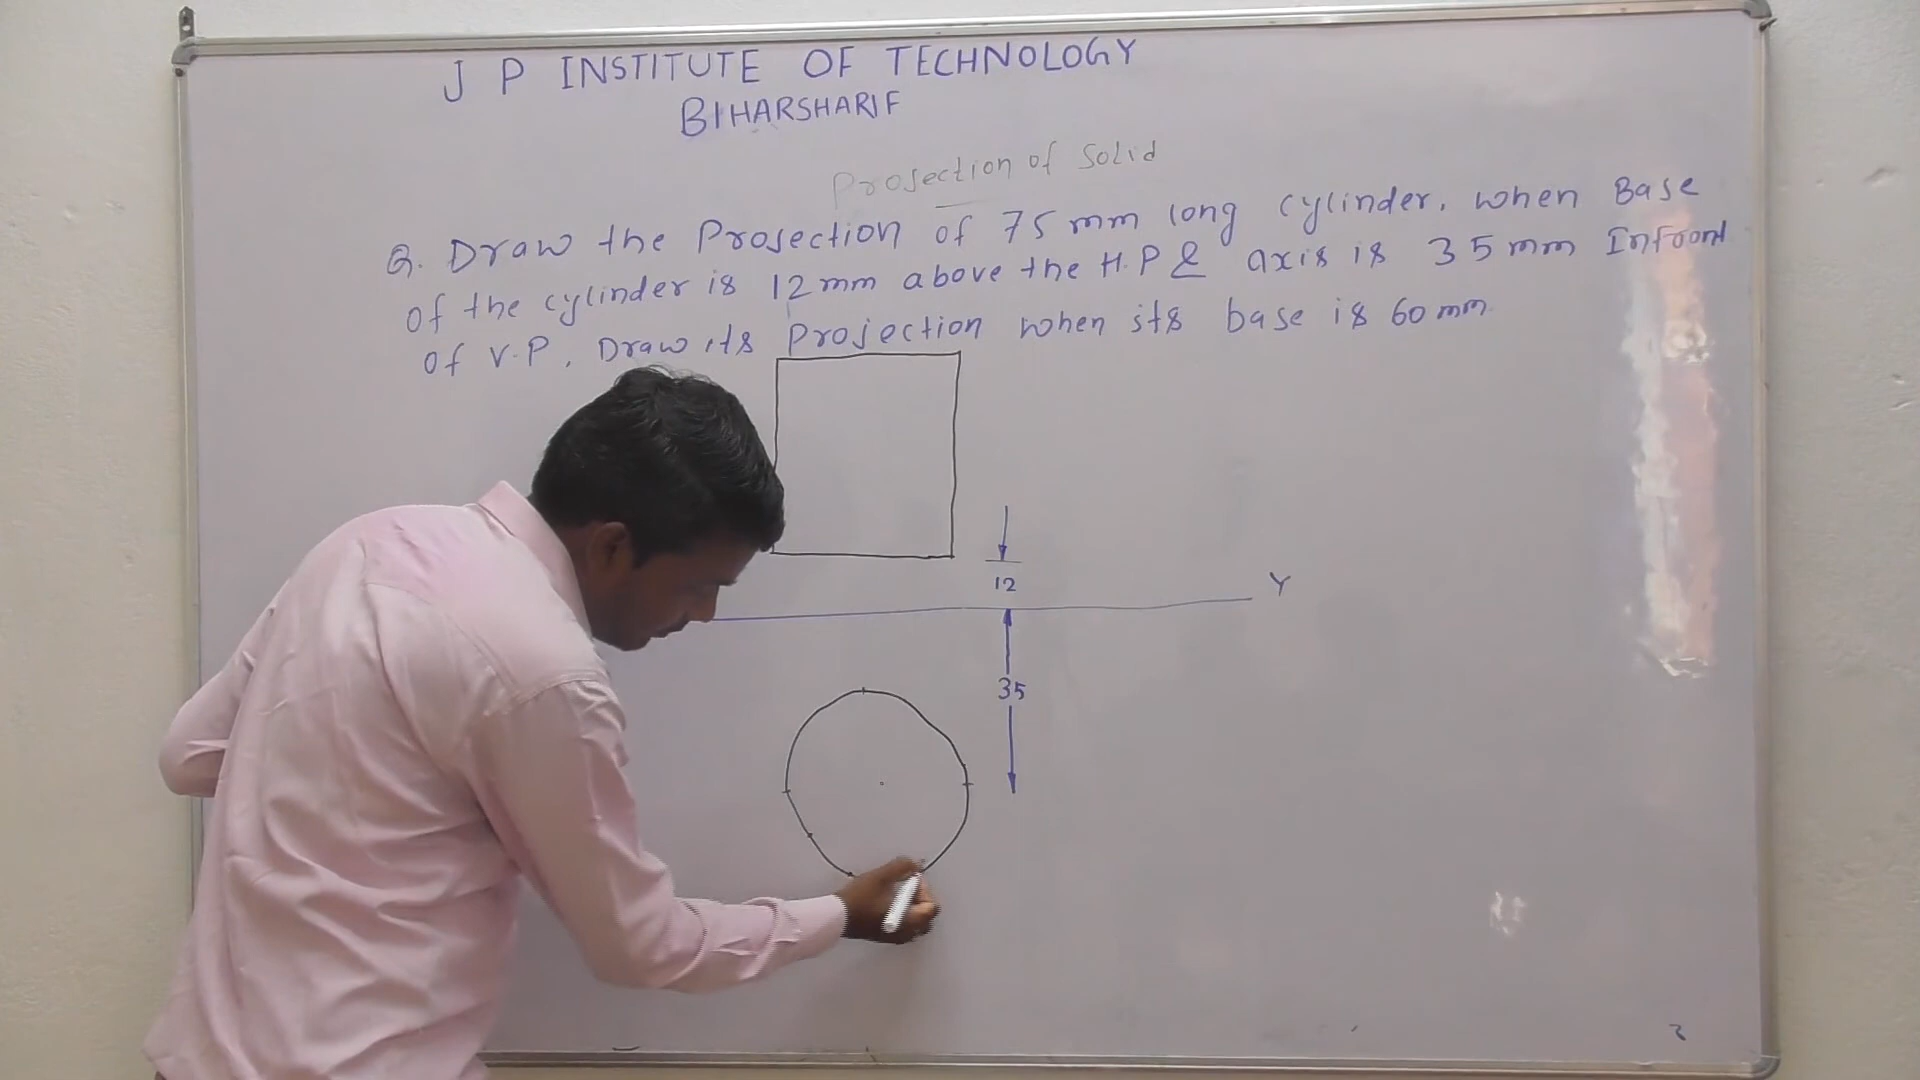 J P INSTITUTE OF TECHNOLOGY
BIHARSHARIF
Projection of Solid
Q. Draw the Projection of 75 mm long cylinder, when Base
of the cylinder is 12 mm above the H.P & axis is 35 mm Infront
of V.P, Draw its Projection when its base is 60 mm.
12
Y
35